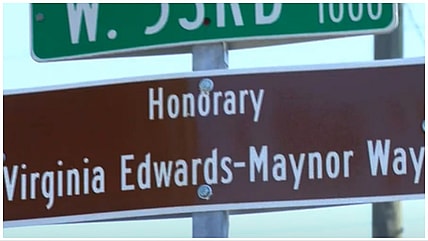 W. 53RD 1000
Honorary
Virginia Edwards-Maynor Way